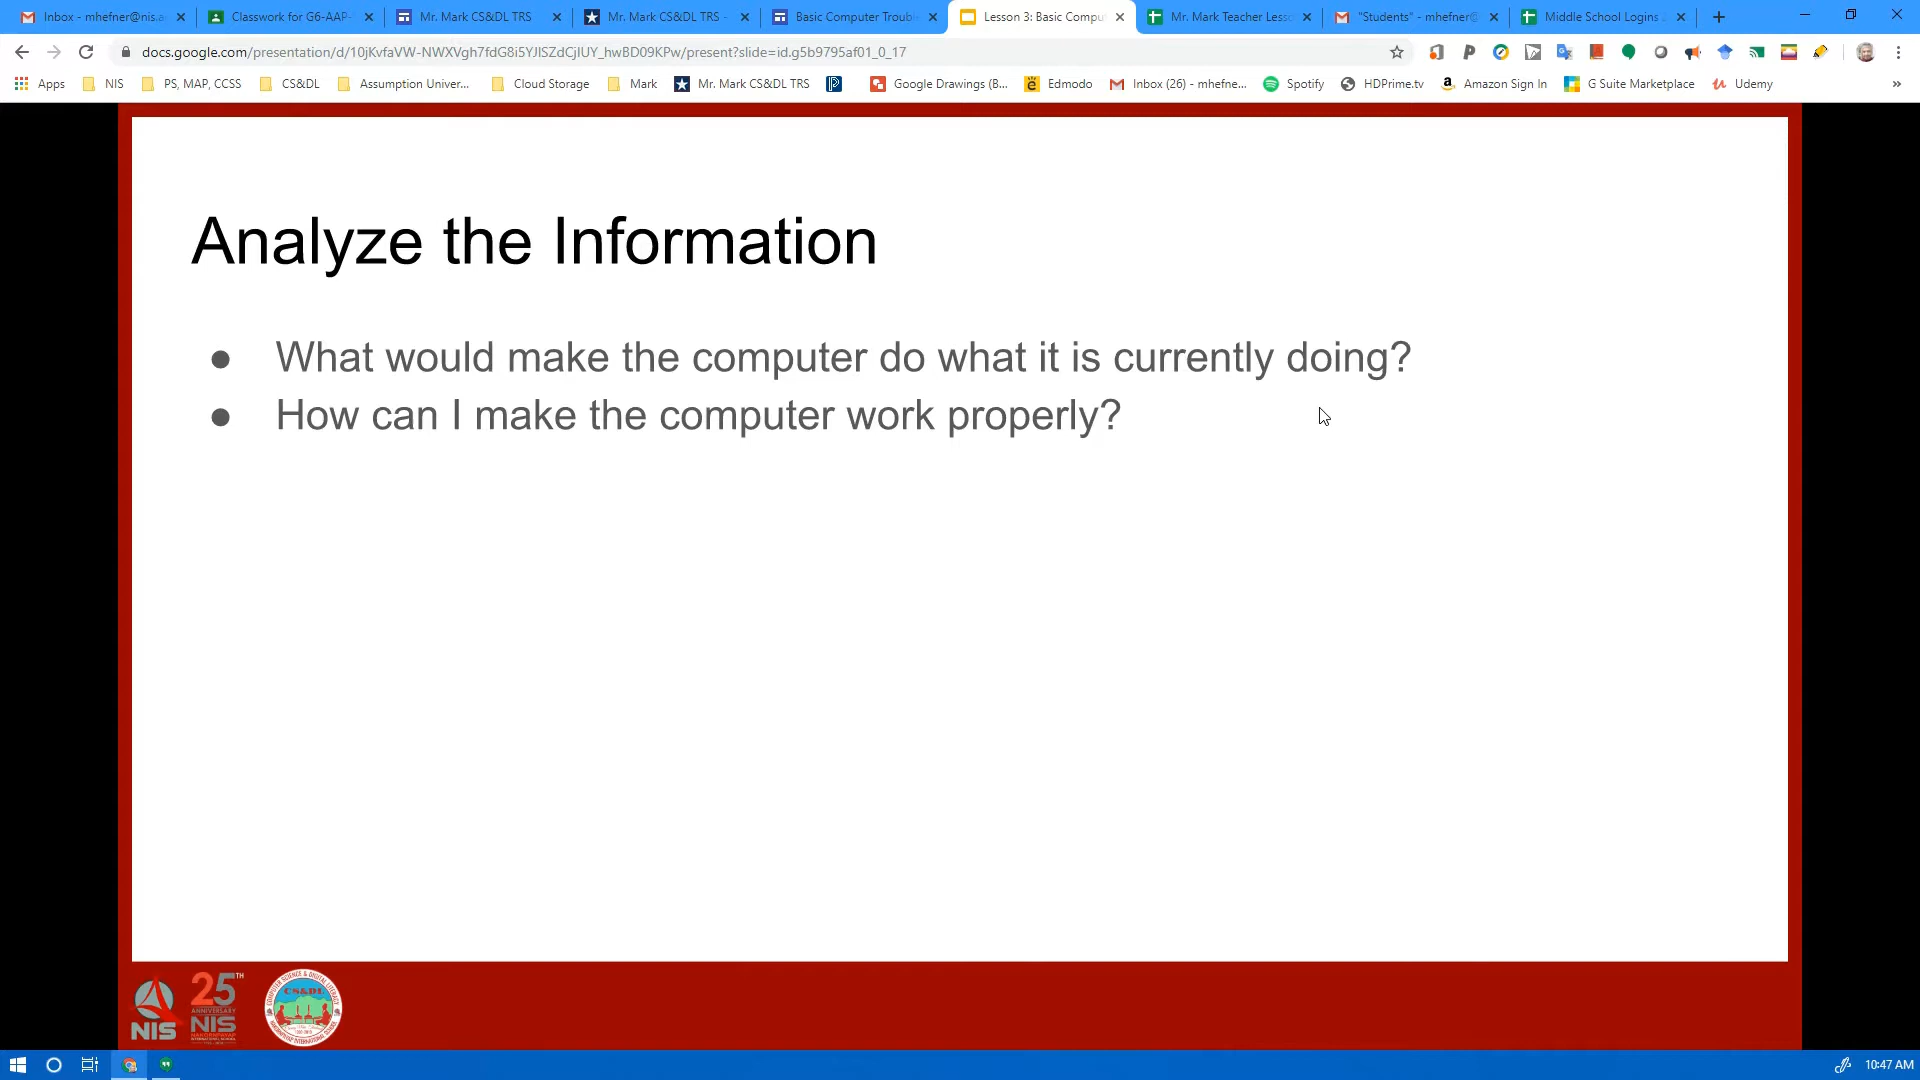 Inbox - mhefner@nis.a
Classwork for G6-AAP-
Mr. Mark CS&DL TRS
Mr. Mark CS&DL TRS -
Basic Computer Troubl
Lesson 3: Basic Compu
Mr. Mark Teacher Less
"Students" - mhefner@
Middle School Logins
docs.google.com/presentation/d/10jKvfaVW-NWXVgh7fdG8i5YJlSZdCjIUY_hwBD09KPw/present?slide=id.g5b9795af01_0_17
Apps NIS PS, MAP, CCSS CS&DL Assumption Univer... Cloud Storage Mark Mr. Mark CS&DL TRS Google Drawings (B... Edmodo Inbox (26) - mhefne... Spotify HDPrime.tv Amazon Sign In G Suite Marketplace Udemy »
Analyze the Information
● What would make the computer do what it is currently doing?
● How can I make the computer work properly?
NIS
25TH
ANNIVERSARY
NIS
CS&DL
10:47 AM